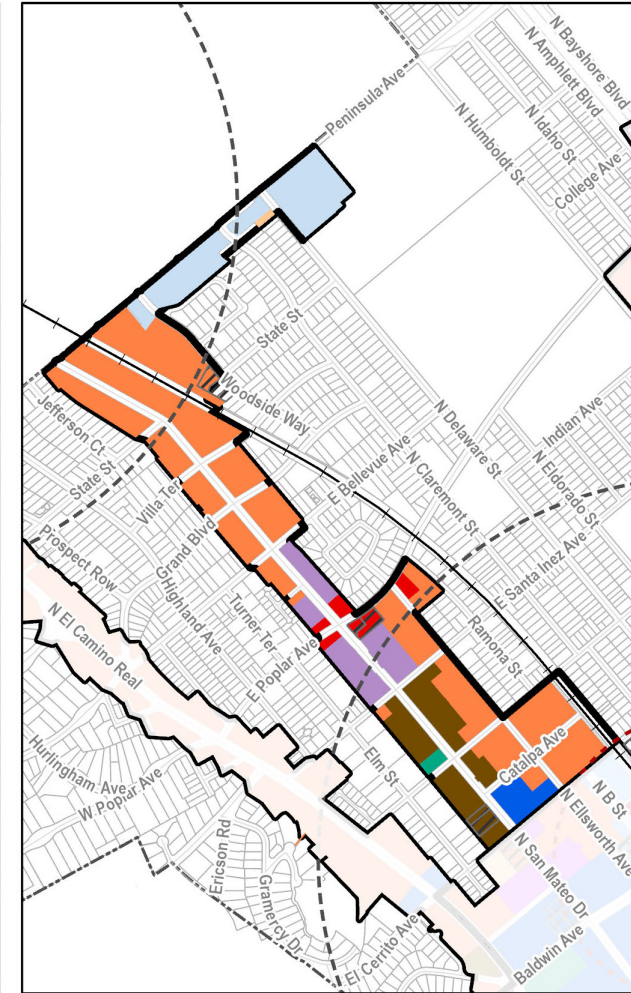 N Bayshore Blvd
N Amphlett Blvd
Peninsula Ave
N Idaho St
N Humboldt St
College Ave
State St
Woodside Way
Jefferson Ct
State St
N Delaware St
Indian Ave
E Bellevue Ave
N Claremont St
N Eldorado St
Villa Ter
Grand Blvd
Prospect Row
Highland Ave
E Santa Inez Ave
N El Camino Real
Turner Ter
Ramona St
E Poplar Ave
Hurlingham Ave
W Poplar Ave
Elm St
Catalpa Ave
N B St
N Ellsworth Ave
Ericson Rd
Gramercy Dr
N San Mateo Dr
El Cerrito Ave
Baldwin Ave